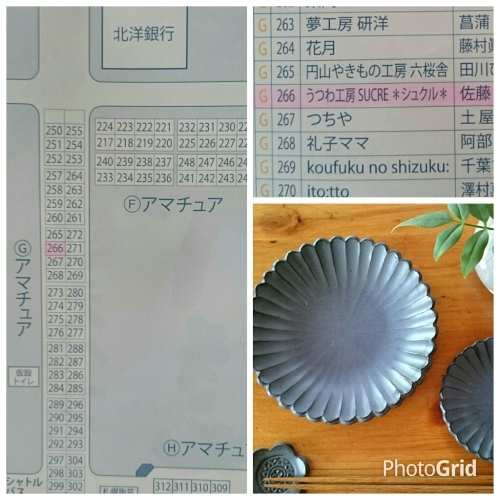 北洋銀行
250 255
251 254
252 253
257 264
258 263
259 262
260 261
265 272
266 271
267 270
268 269
273 280
274 279
275 278
276 277
281 288
282 287
283 286
284 285
289 296
290 295
291 294
292 293
297 304
298 303
299 302
224 223 222 221 232 231 230
217 218 219 220 225 226 227
240 239 238 237 248 247 246
233 234 235 236 241 242 243
Ⓕアマチュア
Ⓖアマチュア
仮設
トイレ
Ⓗアマチュ
シャトル
バス
312 311 310 309
G 263 夢工房 研洋 菖蒲
G 264 花月 藤村
G 265 円山やきもの工房 六桜舎 田川
G 266 うつわ工房 SUCRE ＊シュクル＊ 佐藤
G 267 つちや 土屋
G 268 礼子ママ 阿部
G 269 koufuku no shizuku: 千葉
G 270 ito:tto 澤村
PhotoGrid